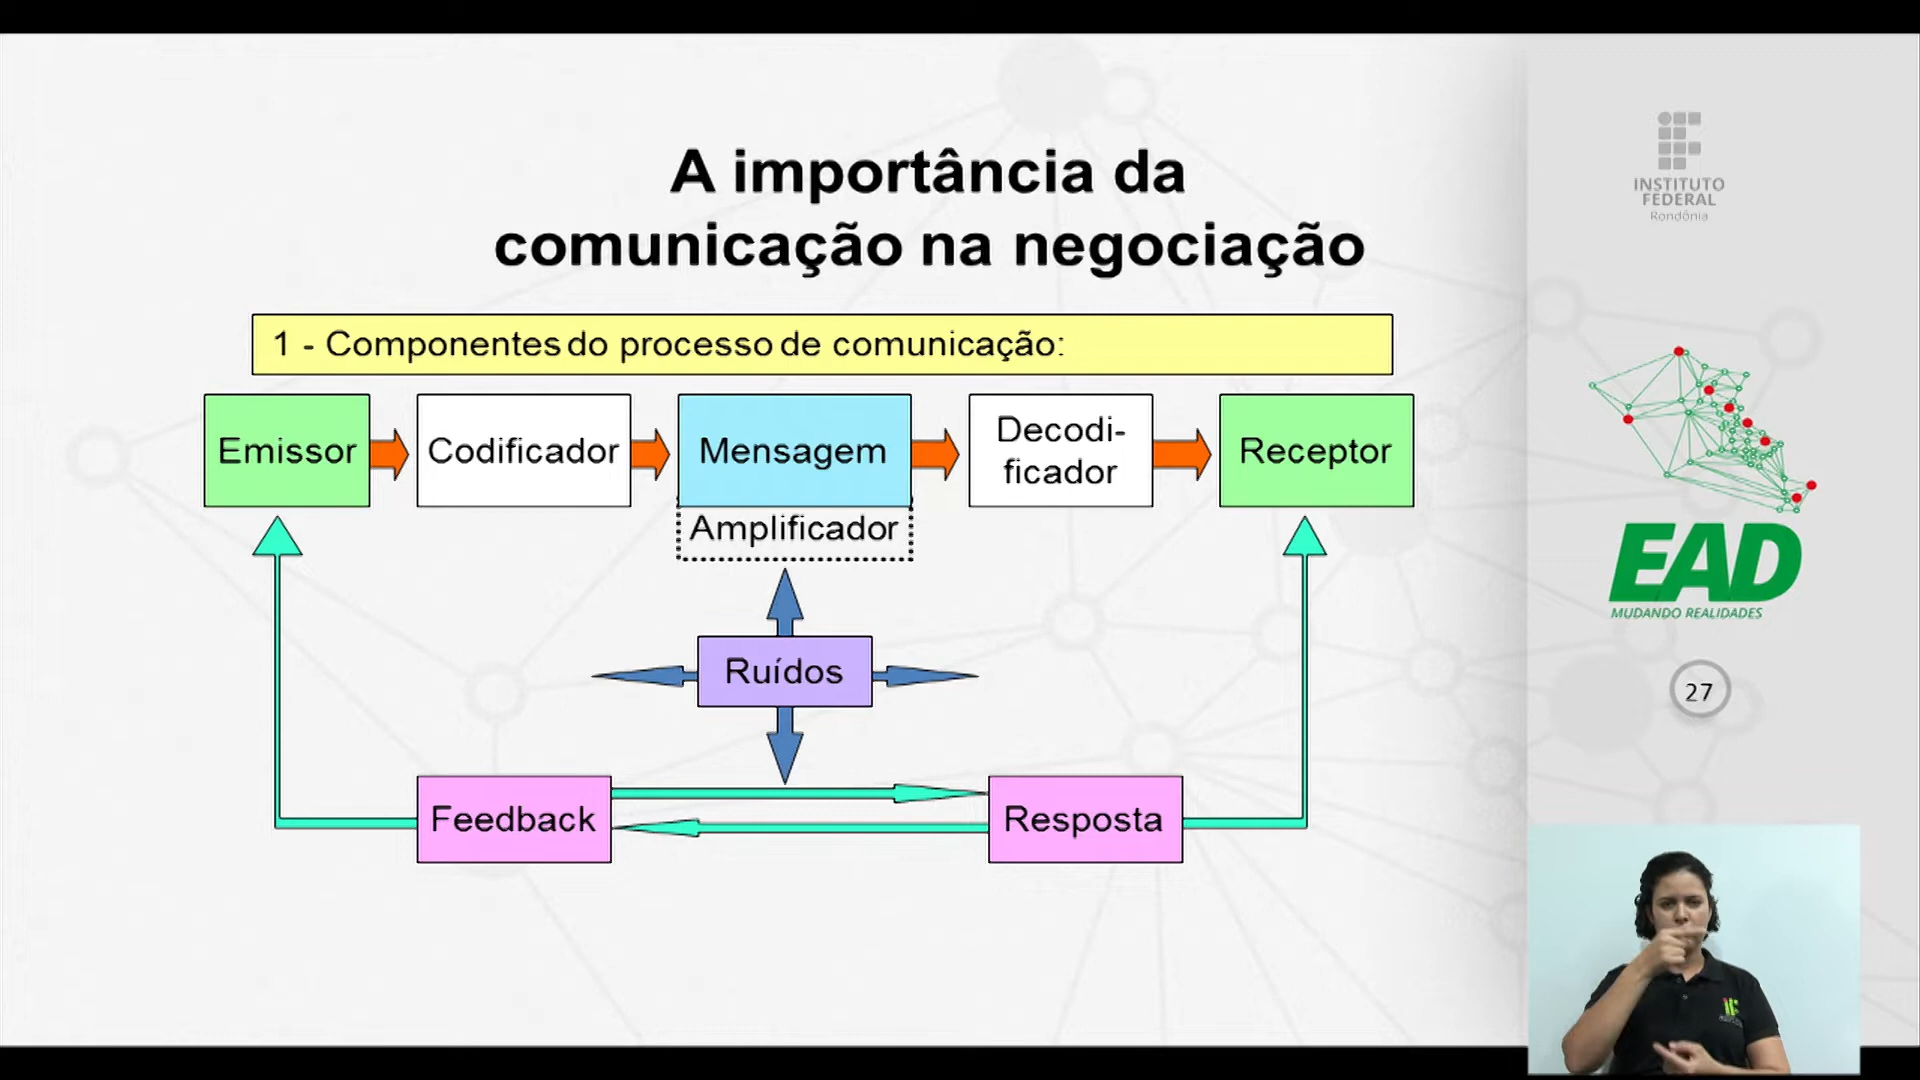 A importância da
comunicação na negociação
1 - Componentes do processo de comunicação:
Emissor
Codificador
Mensagem
Decodi-
ficador
Receptor
Amplificador
Ruídos
Feedback
Resposta
INSTITUTO
FEDERAL
Rondônia
EAD
MUDANDO REALIDADES
27